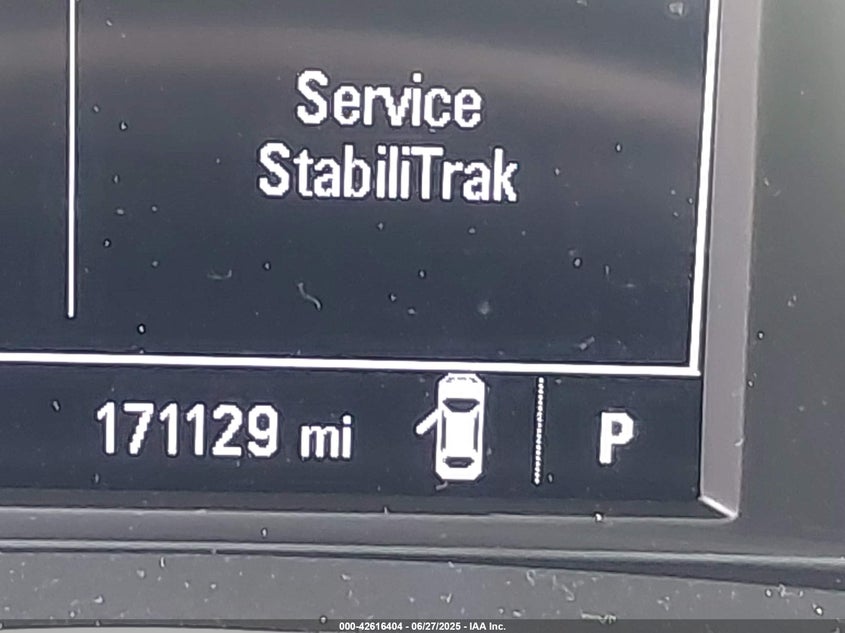 Service
StabiliTrak
171129 mi P
000-42616404 - 06/27/2025 - IAA Inc.